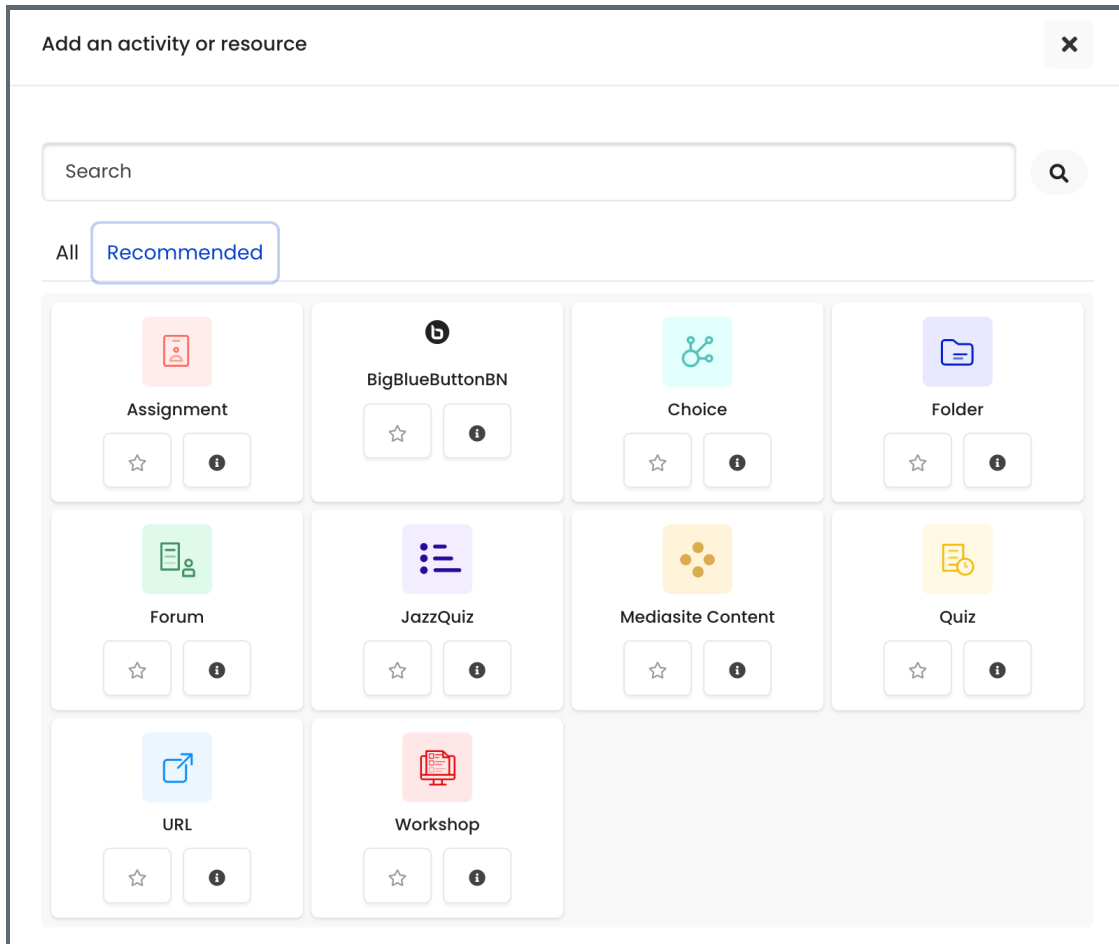 Add an activity or resource
Search
All Recommended
Assignment
BigBlueButtonBN
Choice
Folder
Forum
JazzQuiz
Mediasite Content
Quiz
URL
Workshop